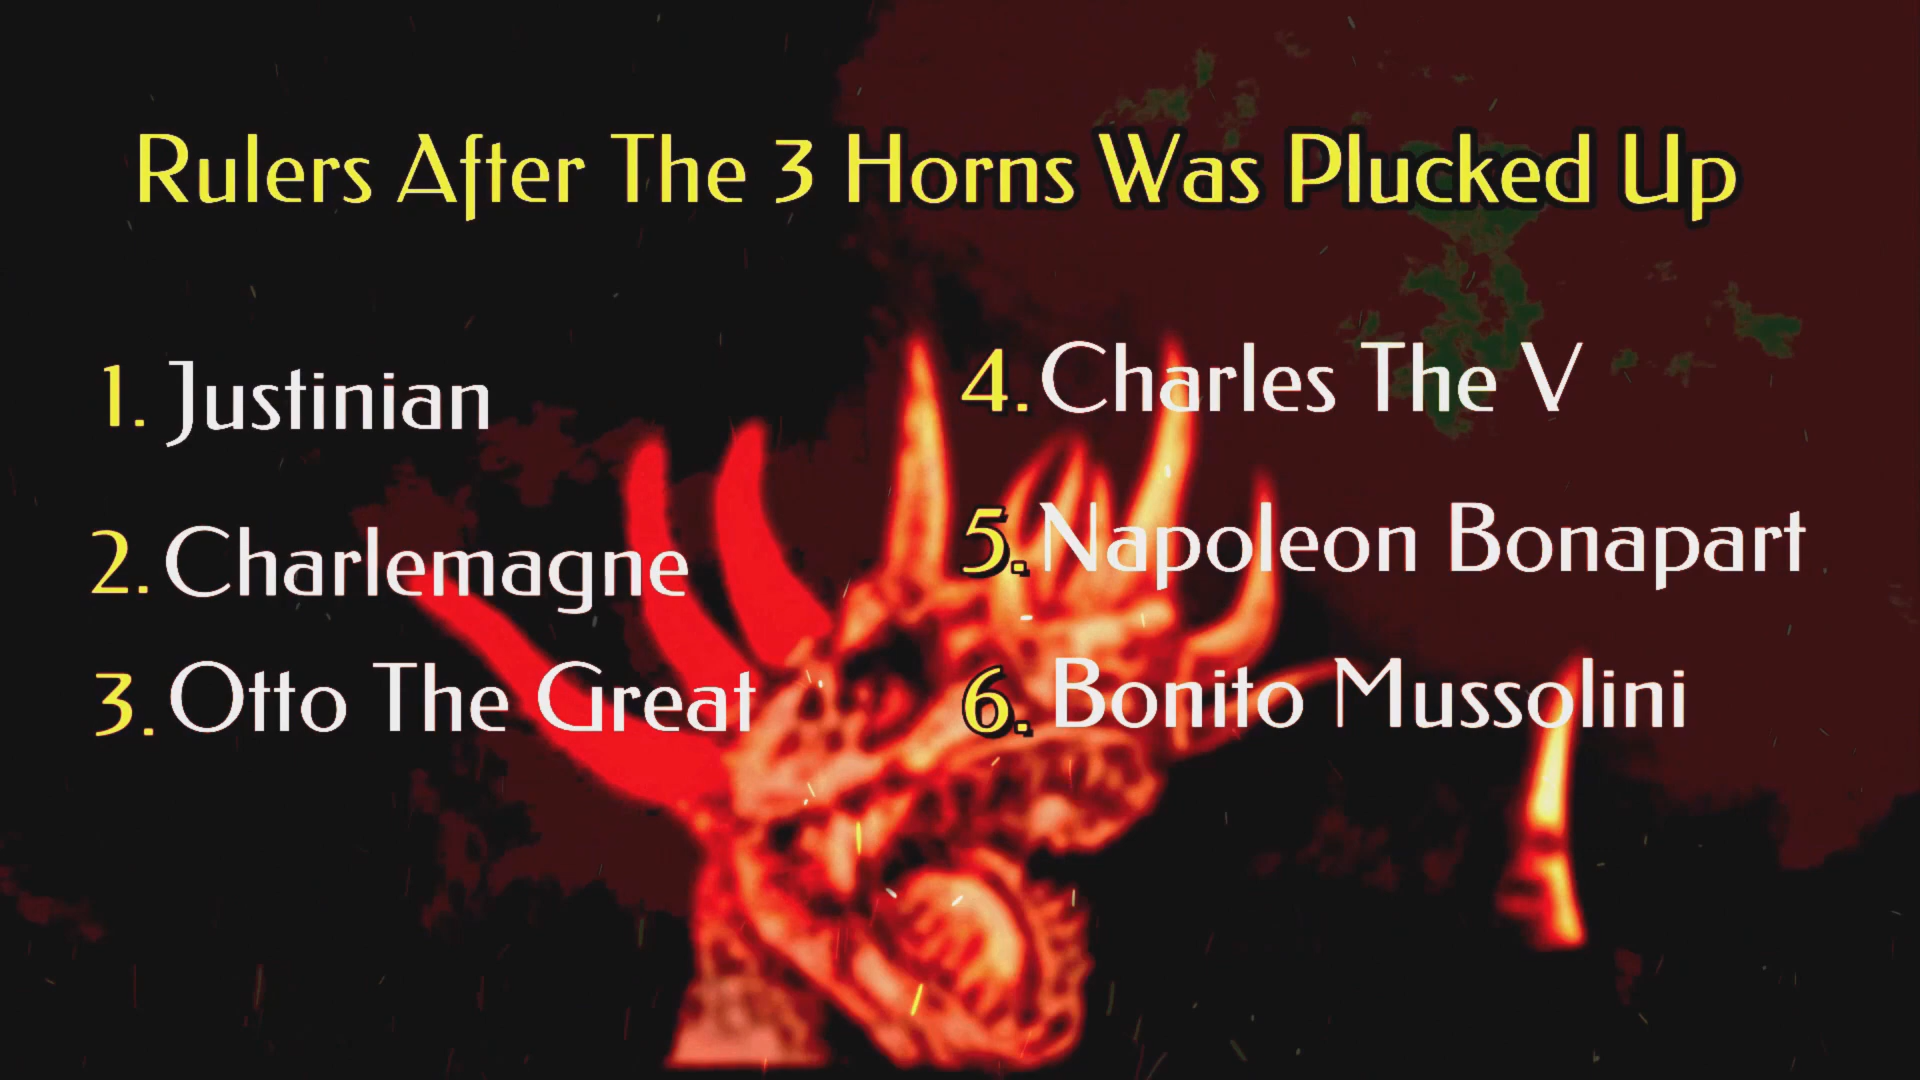 Rulers After The 3 Horns Was Plucked Up
1. Justinian
2. Charlemagne
3. Otto The Great
4. Charles The V
5. Napoleon Bonapart
6. Bonito Mussolini